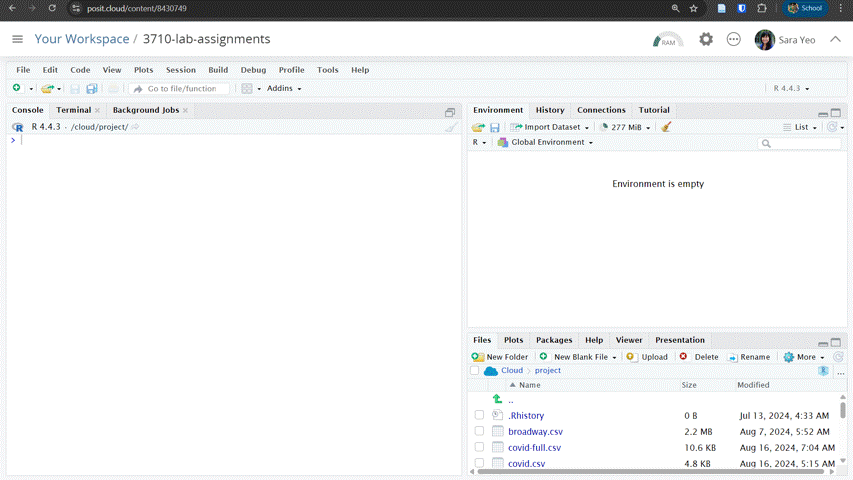 posit.cloud/content/8430749
School
Your Workspace / 3710-lab-assignments
RAM
Sara Yeo
File Edit Code View Plots Session Build Debug Profile Tools Help
Go to file/function
Addins
R 4.4.3
Console
Terminal
Background Jobs
R 4.4.3 · /cloud/project/
>
Environment
History
Connections
Tutorial
Import Dataset
277 MiB
List
R
Global Environment
Environment is empty
Files
Plots
Packages
Help
Viewer
Presentation
New Folder
New Blank File
Upload
Delete
Rename
More
Cloud
project
...
Name
Size
Modified
..
.Rhistory 0 B Jul 13, 2024, 4:33 AM
broadway.csv 2.2 MB Aug 7, 2024, 5:52 AM
covid-full.csv 10.6 KB Aug 16, 2024, 7:04 AM
covid.csv 4.8 KB Aug 16, 2024, 5:15 AM